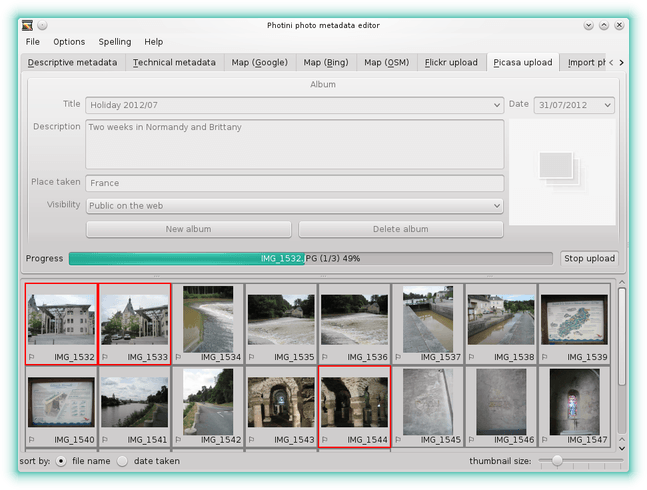 Photini photo metadata editor
File Options Spelling Help
Descriptive metadata Technical metadata Map (Google) Map (Bing) Map (OSM) Flickr upload Picasa upload Import ph
Album
Title Holiday 2012/07 Date 31/07/2012
Description Two weeks in Normandy and Brittany
Place taken France
Visibility Public on the web
New album Delete album
Progress IMG_1532.JPG (1/3) 49% Stop upload
IMG_1532 IMG_1533 IMG_1534 IMG_1535 IMG_1536 IMG_1537 IMG_1538 IMG_1539
IMG_1540 IMG_1541 IMG_1542 IMG_1543 IMG_1544 IMG_1545 IMG_1546 IMG_1547
sort by: file name date taken thumbnail size: